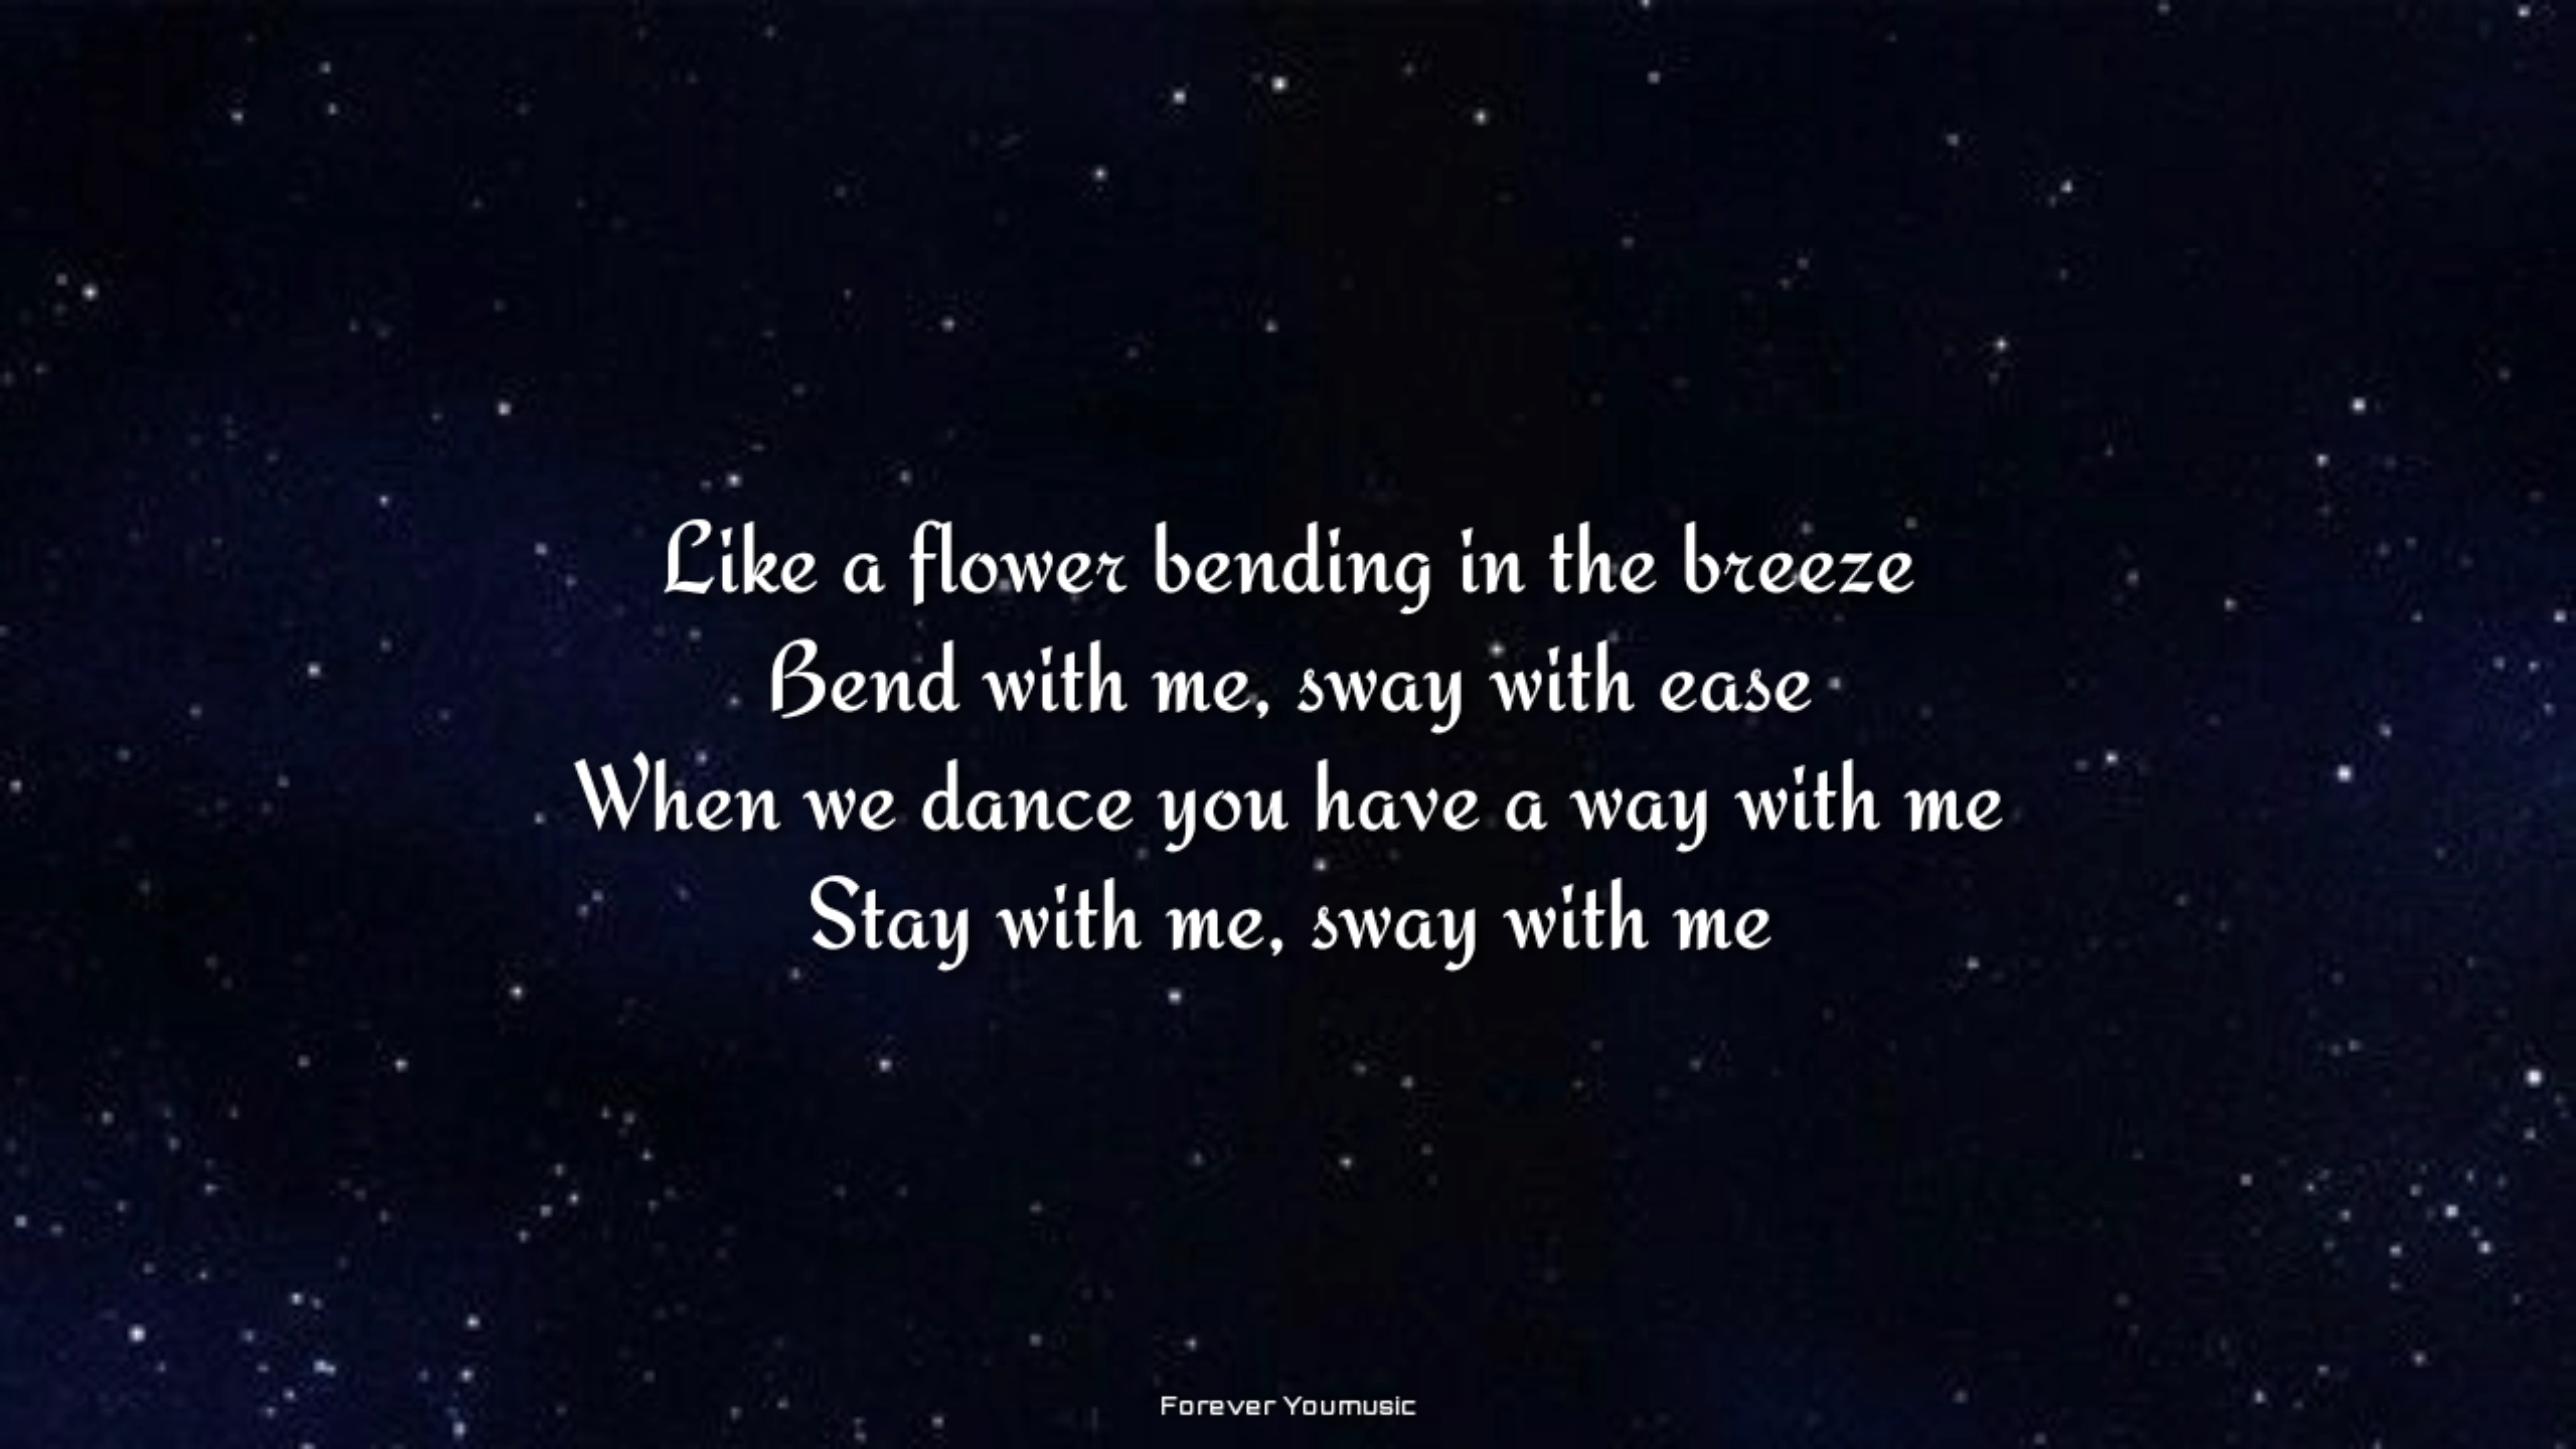 Like a flower bending in the breeze
Bend with me, sway with ease
When we dance you have a way with me
Stay with me, sway with me
Forever Youmusic